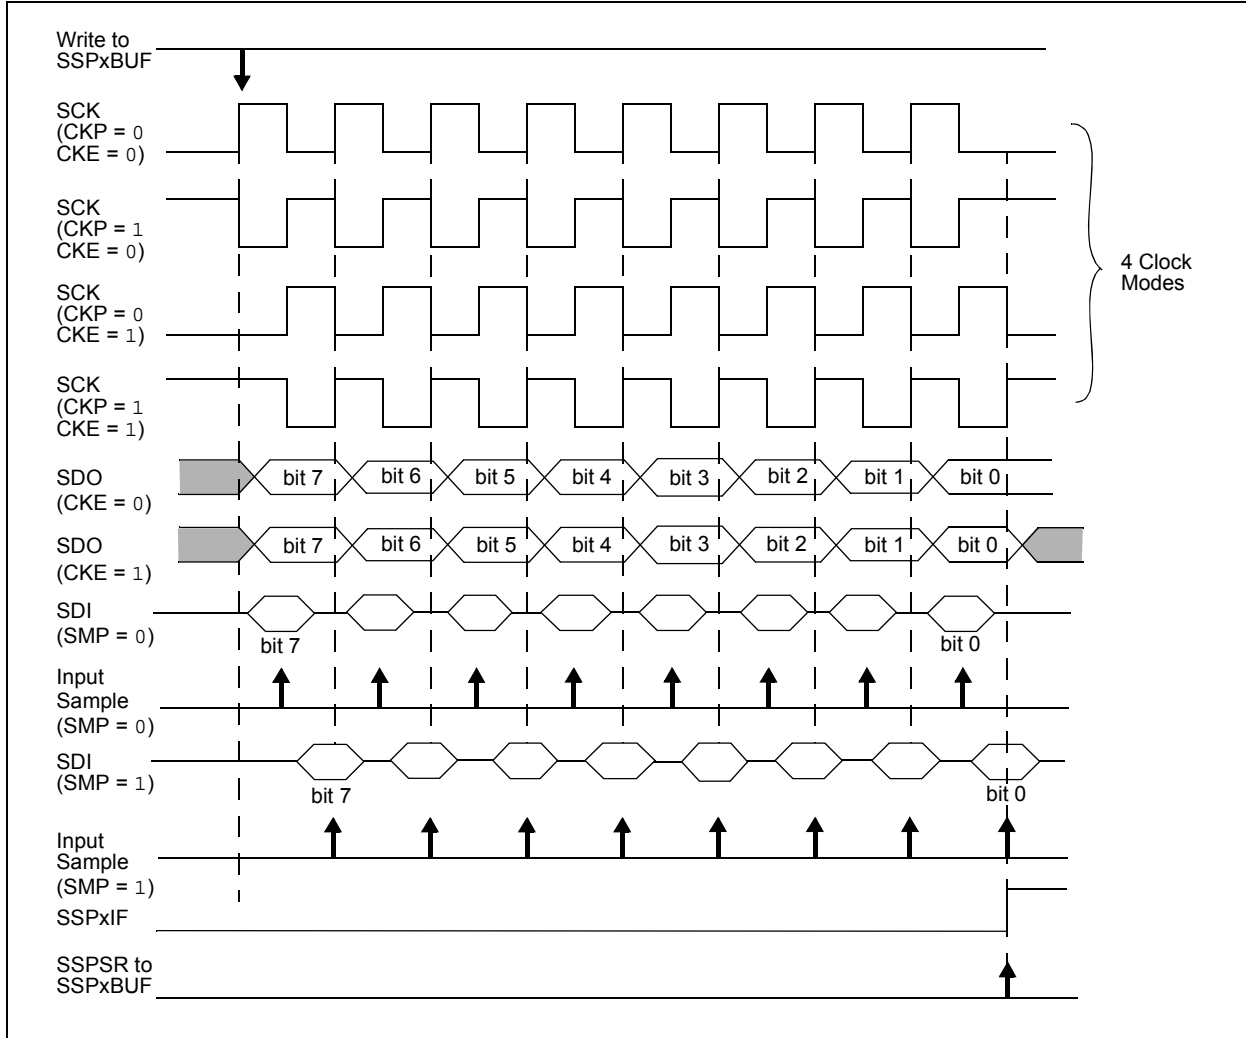 Write to
SSPxBUF
SCK
(CKP = 0
CKE = 0)
SCK
(CKP = 1
CKE = 0)
SCK
(CKP = 0
CKE = 1)
SCK
(CKP = 1
CKE = 1)
4 Clock
Modes
SDO
(CKE = 0)
bit 7 bit 6 bit 5 bit 4 bit 3 bit 2 bit 1 bit 0
SDO
(CKE = 1)
bit 7 bit 6 bit 5 bit 4 bit 3 bit 2 bit 1 bit 0
SDI
(SMP = 0)
bit 7 bit 0
Input
Sample
(SMP = 0)
SDI
(SMP = 1)
bit 7 bit 0
Input
Sample
(SMP = 1)
SSPxIF
SSPSR to
SSPxBUF